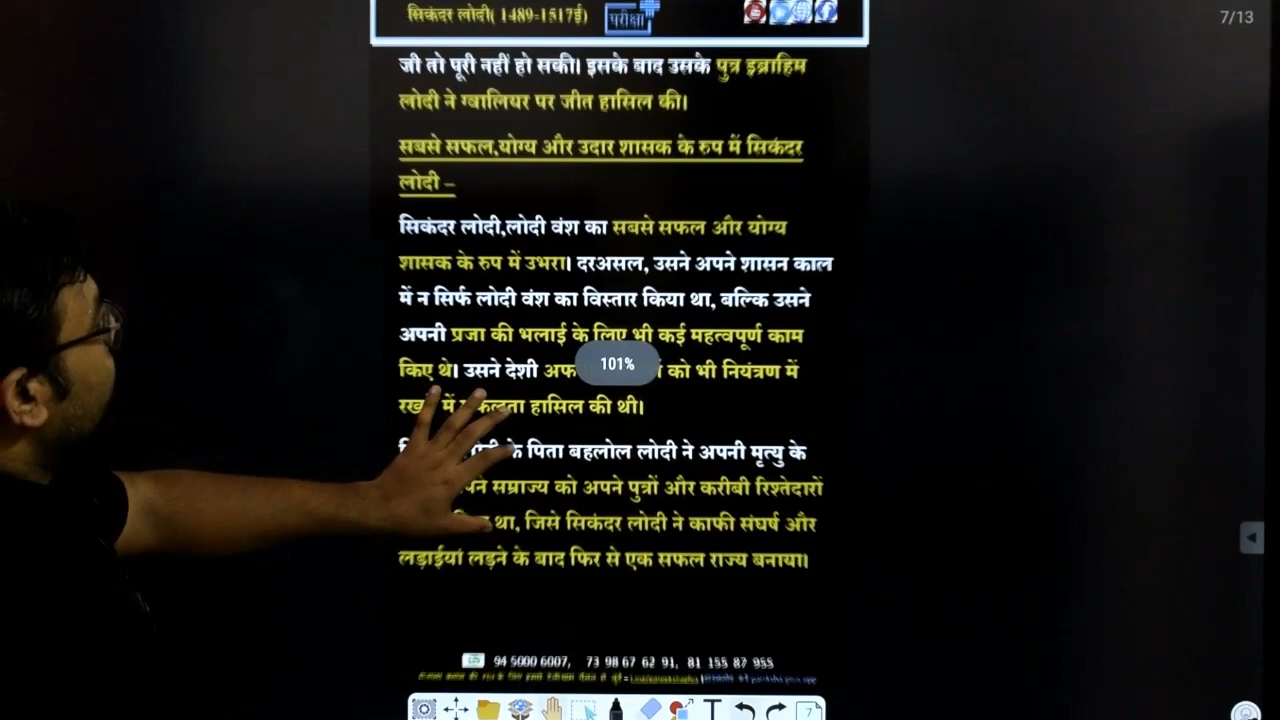 सिकंदर लोदी( 1489=1517ई)
परीक्षा
7/13
जी तो पूरी नहीं हो सकी। इसके बाद उसके पुत्र इब्राहिम
लोदी ने ग्वालियर पर जीत हासिल की।
सबसे सफल,योग्य और उदार शासक के रुप में सिकंदर
लोदी –
सिकंदर लोदी,लोदी वंश का सबसे सफल और योग्य
शासक के रुप में उभरा। दरअसल, उसने अपने शासन काल
में न सिर्फ लोदी वंश का विस्तार किया था, बल्कि उसने
अपनी प्रजा की भलाई के लिए भी कई महत्वपूर्ण काम
किए थे। उसने देशी को भी नियंत्रण में
101%
में हासिल की थी।
के पिता बहलोल लोदी ने अपनी मृत्यु के
सम्राज्य को अपने पुत्रों और करीबी रिश्तेदारों
था, जिसे सिकंदर लोदी ने काफी संघर्ष और
लड़ाईयां लड़ने के बाद फिर से एक सफल राज्य बनाया।
94 5000 6007, 73 98 67 62 91, 81 155 87 955
T
7